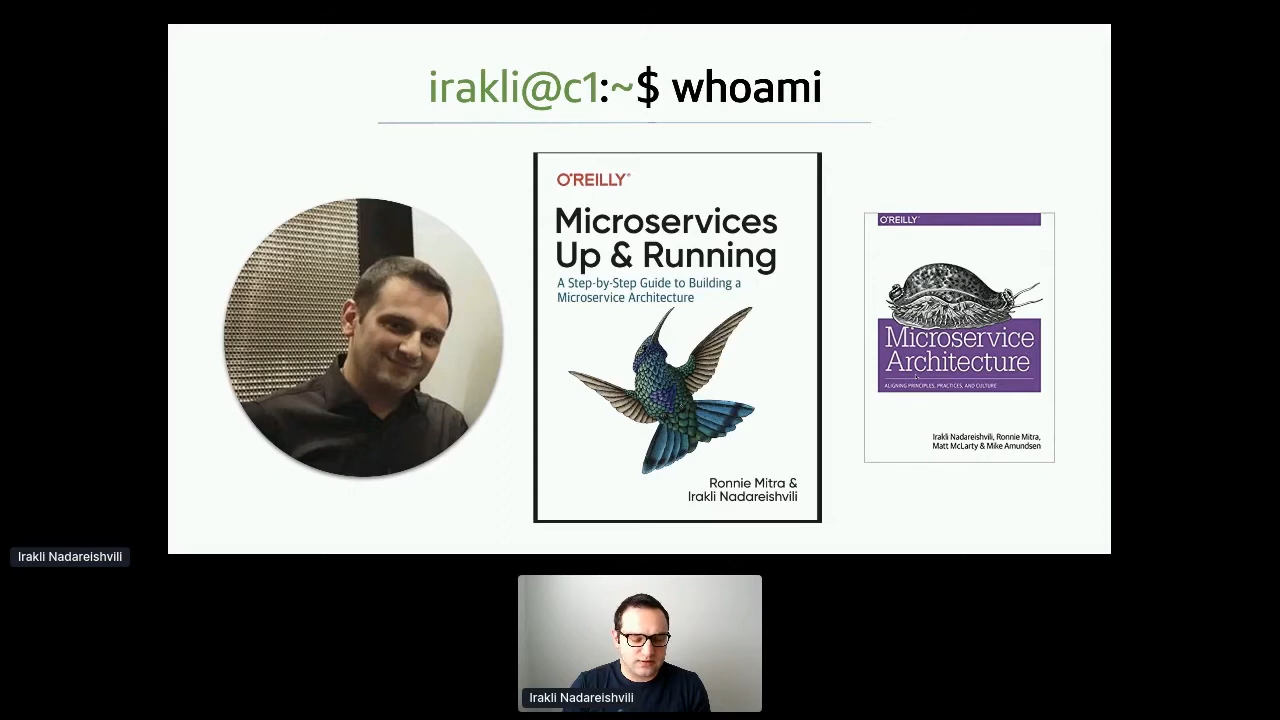 irakli@c1:~$ whoami
O'REILLY®
Microservices
Up & Running
A Step-by-Step Guide to Building a
Microservice Architecture
Ronnie Mitra &
Irakli Nadareishvili
O'REILLY®
Microservice
Architecture
ALIGNING PRINCIPLES, PRACTICES, AND CULTURE
Irakli Nadareishvili, Ronnie Mitra,
Matt McLarty & Mike Amundsen
Irakli Nadareishvili
Irakli Nadareishvili